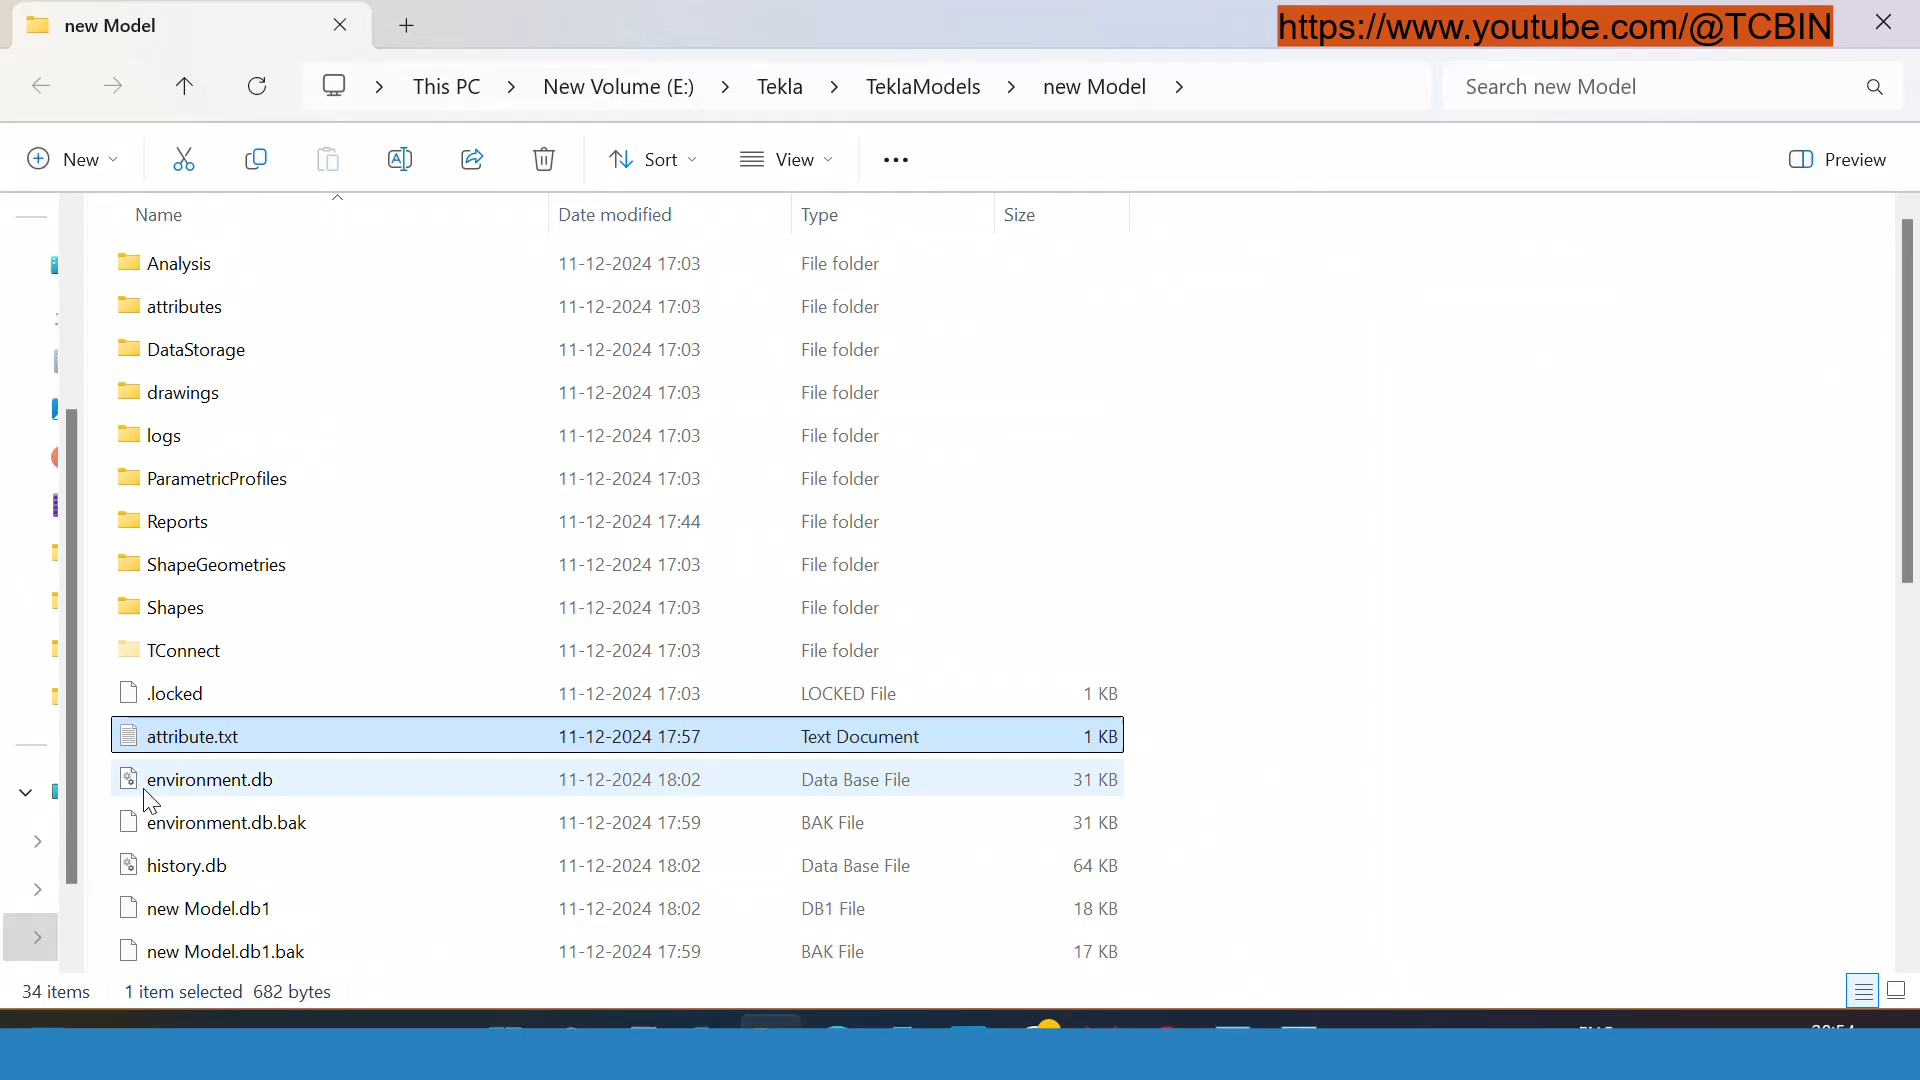 new Model
https://www.youtube.com/@TCBIN
This PC > New Volume (E:) > Tekla > TeklaModels > new Model >
Search new Model
New
Sort
View
Preview
Name Date modified Type Size
Analysis 11-12-2024 17:03 File folder
attributes 11-12-2024 17:03 File folder
DataStorage 11-12-2024 17:03 File folder
drawings 11-12-2024 17:03 File folder
logs 11-12-2024 17:03 File folder
ParametricProfiles 11-12-2024 17:03 File folder
Reports 11-12-2024 17:44 File folder
ShapeGeometries 11-12-2024 17:03 File folder
Shapes 11-12-2024 17:03 File folder
TConnect 11-12-2024 17:03 File folder
.locked 11-12-2024 17:03 LOCKED File 1 KB
attribute.txt 11-12-2024 17:57 Text Document 1 KB
environment.db 11-12-2024 18:02 Data Base File 31 KB
environment.db.bak 11-12-2024 17:59 BAK File 31 KB
history.db 11-12-2024 18:02 Data Base File 64 KB
new Model.db1 11-12-2024 18:02 DB1 File 18 KB
new Model.db1.bak 11-12-2024 17:59 BAK File 17 KB
34 items 1 item selected 682 bytes